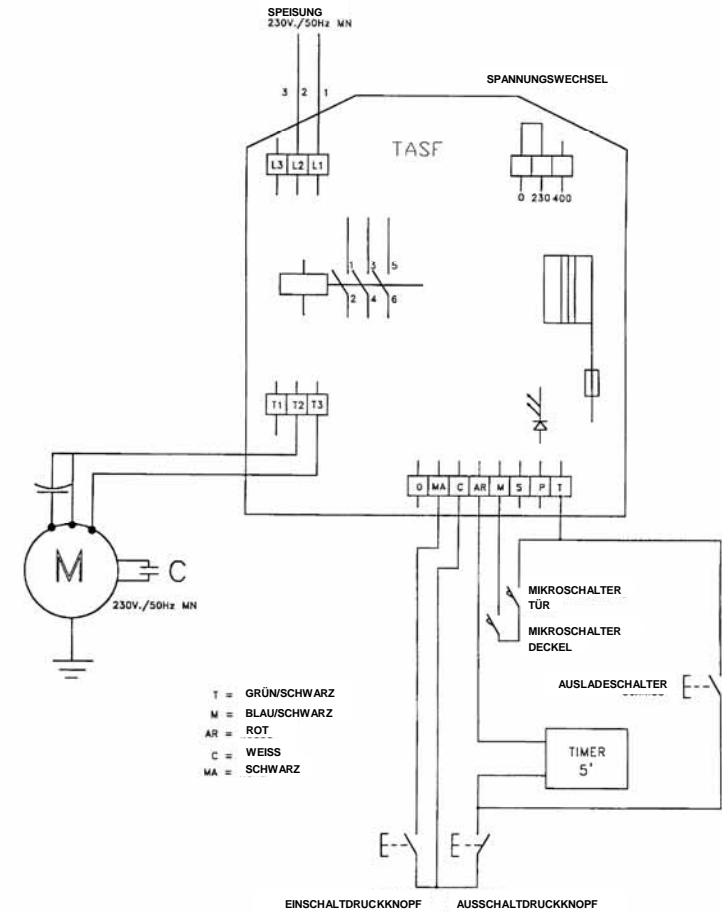 SPEISUNG
230V./50Hz MN
3 2 1
SPANNUNGSWECHSEL
TASF
L3 L2 L1
0 230 400
1 3 5
2 4 6
T1 T2 T3
O MA C AR M S P T
M
C
230V./50Hz MN
MIKROSCHALTER
TÜR
MIKROSCHALTER
DECKEL
AUSLADESCHALTER
T = GRÜN/SCHWARZ
M = BLAU/SCHWARZ
AR = ROT
C = WEISS
MA = SCHWARZ
TIMER
5'
EINSCHALTDRUCKKNOPF AUSSCHALTDRUCKKNOPF